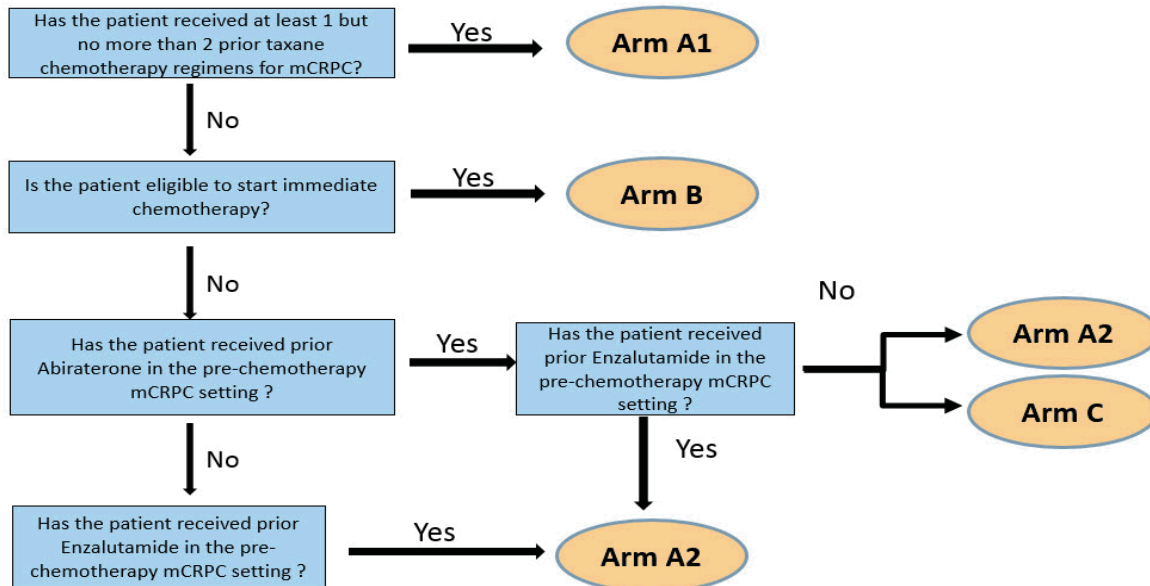 Has the patient received at least 1 but
no more than 2 prior taxane
chemotherapy regimens for mCRPC?
Yes
Arm A1
No
Is the patient eligible to start immediate
chemotherapy?
Yes
Arm B
No
Has the patient received prior
Abiraterone in the pre-chemotherapy
mCRPC setting ?
Yes
Has the patient received
prior Enzalutamide in the
pre-chemotherapy mCRPC
setting ?
No
Arm A2
Arm C
No
Yes
Has the patient received prior
Enzalutamide in the pre-
chemotherapy mCRPC setting ?
Yes
Arm A2